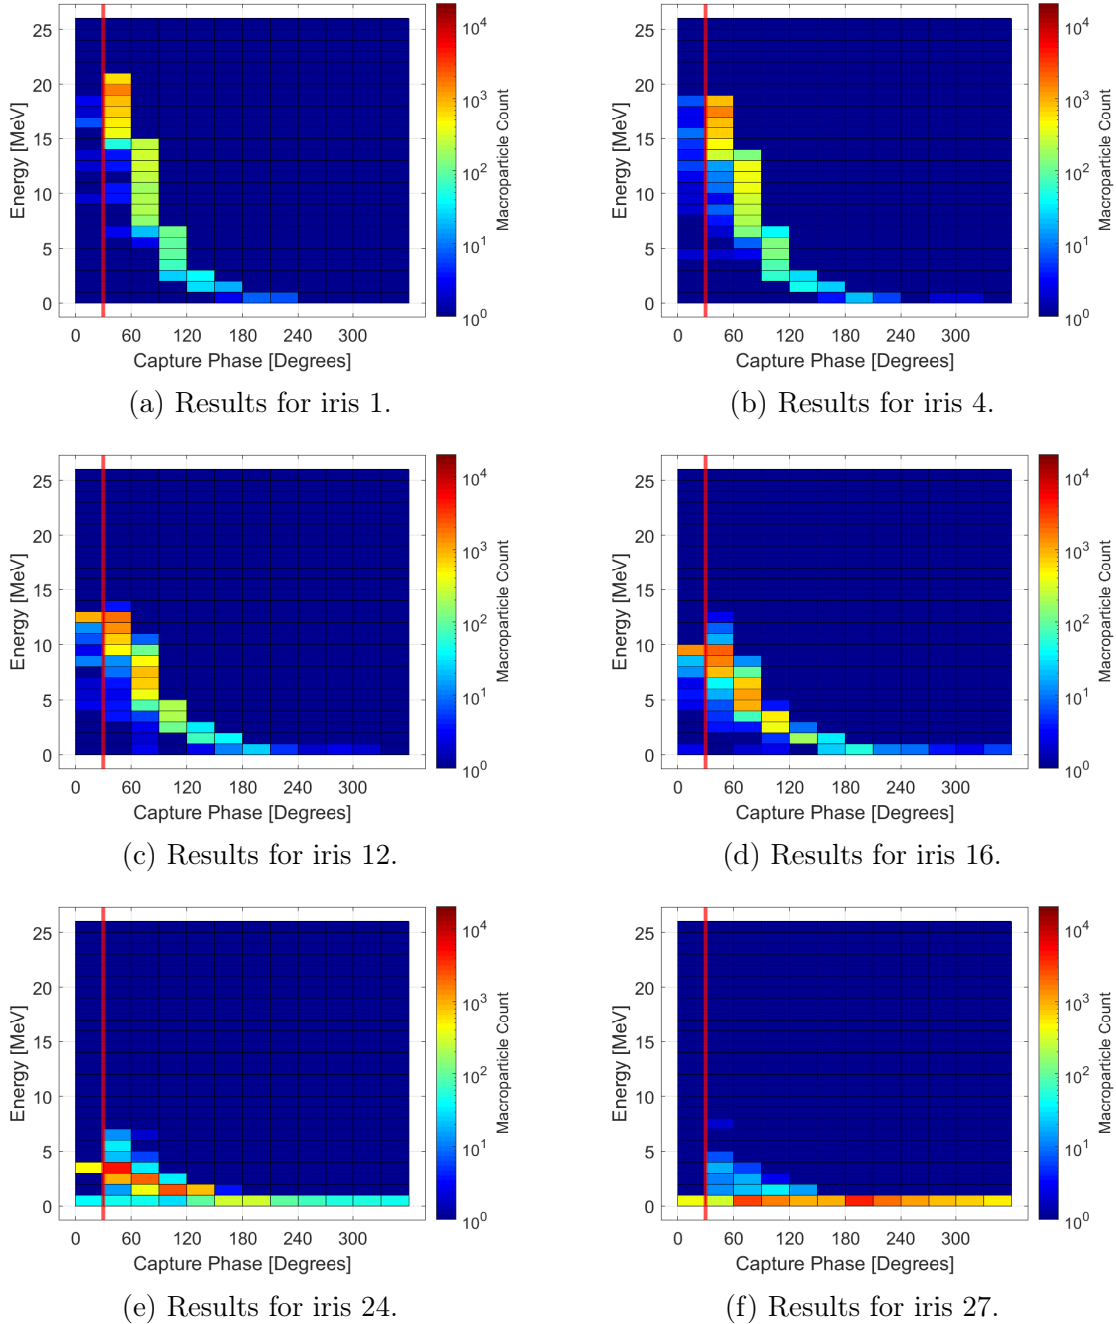 25
20
15
10
5
0
Energy [MeV]
0 60 120 180 240 300
Capture Phase [Degrees]
10^4
10^3
10^2
10^1
10^0
Macroparticle Count
(a) Results for iris 1.
25
20
15
10
5
0
Energy [MeV]
0 60 120 180 240 300
Capture Phase [Degrees]
10^4
10^3
10^2
10^1
10^0
Macroparticle Count
(b) Results for iris 4.
25
20
15
10
5
0
Energy [MeV]
0 60 120 180 240 300
Capture Phase [Degrees]
10^4
10^3
10^2
10^1
10^0
Macroparticle Count
(c) Results for iris 12.
25
20
15
10
5
0
Energy [MeV]
0 60 120 180 240 300
Capture Phase [Degrees]
10^4
10^3
10^2
10^1
10^0
Macroparticle Count
(d) Results for iris 16.
25
20
15
10
5
0
Energy [MeV]
0 60 120 180 240 300
Capture Phase [Degrees]
10^4
10^3
10^2
10^1
10^0
Macroparticle Count
(e) Results for iris 24.
25
20
15
10
5
0
Energy [MeV]
0 60 120 180 240 300
Capture Phase [Degrees]
10^4
10^3
10^2
10^1
10^0
Macroparticle Count
(f) Results for iris 27.